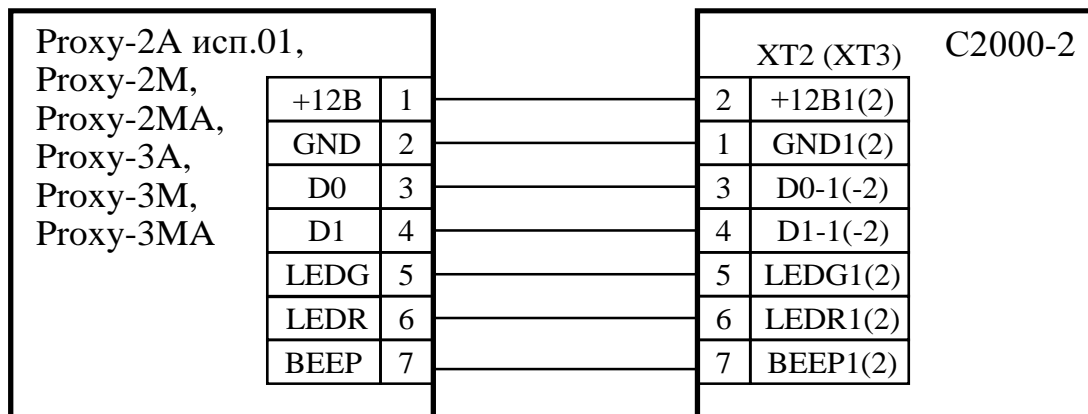 Proxy-2A исп.01,
Proxy-2M,
Proxy-2MA,
Proxy-3A,
Proxy-3M,
Proxy-3MA
+12В 1
GND 2
D0 3
D1 4
LEDG 5
LEDR 6
BEEP 7
C2000-2
XT2 (XT3)
2 +12В1(2)
1 GND1(2)
3 D0-1(-2)
4 D1-1(-2)
5 LEDG1(2)
6 LEDR1(2)
7 BEEP1(2)